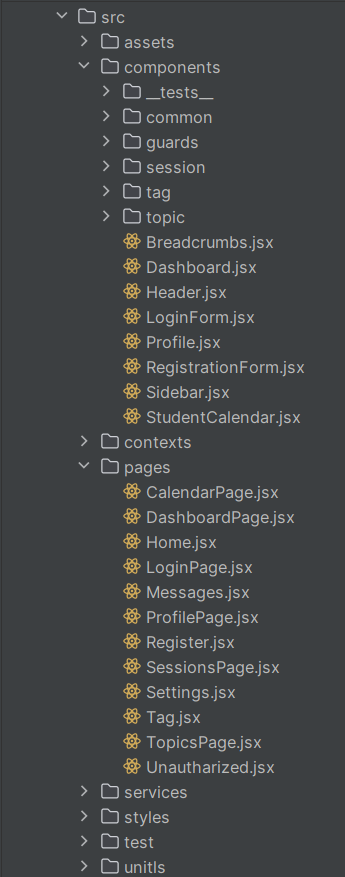 src
assets
components
__tests__
common
guards
session
tag
topic
Breadcrumbs.jsx
Dashboard.jsx
Header.jsx
LoginForm.jsx
Profile.jsx
RegistrationForm.jsx
Sidebar.jsx
StudentCalendar.jsx
contexts
pages
CalendarPage.jsx
DashboardPage.jsx
Home.jsx
LoginPage.jsx
Messages.jsx
ProfilePage.jsx
Register.jsx
SessionsPage.jsx
Settings.jsx
Tag.jsx
TopicsPage.jsx
Unautharized.jsx
services
styles
test
unitls